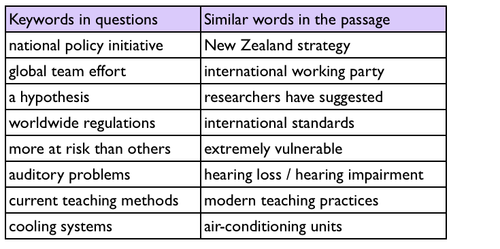 Keywords in questions Similar words in the passage
national policy initiative New Zealand strategy
global team effort international working party
a hypothesis researchers have suggested
worldwide regulations international standards
more at risk than others extremely vulnerable
auditory problems hearing loss / hearing impairment
current teaching methods modern teaching practices
cooling systems air-conditioning units